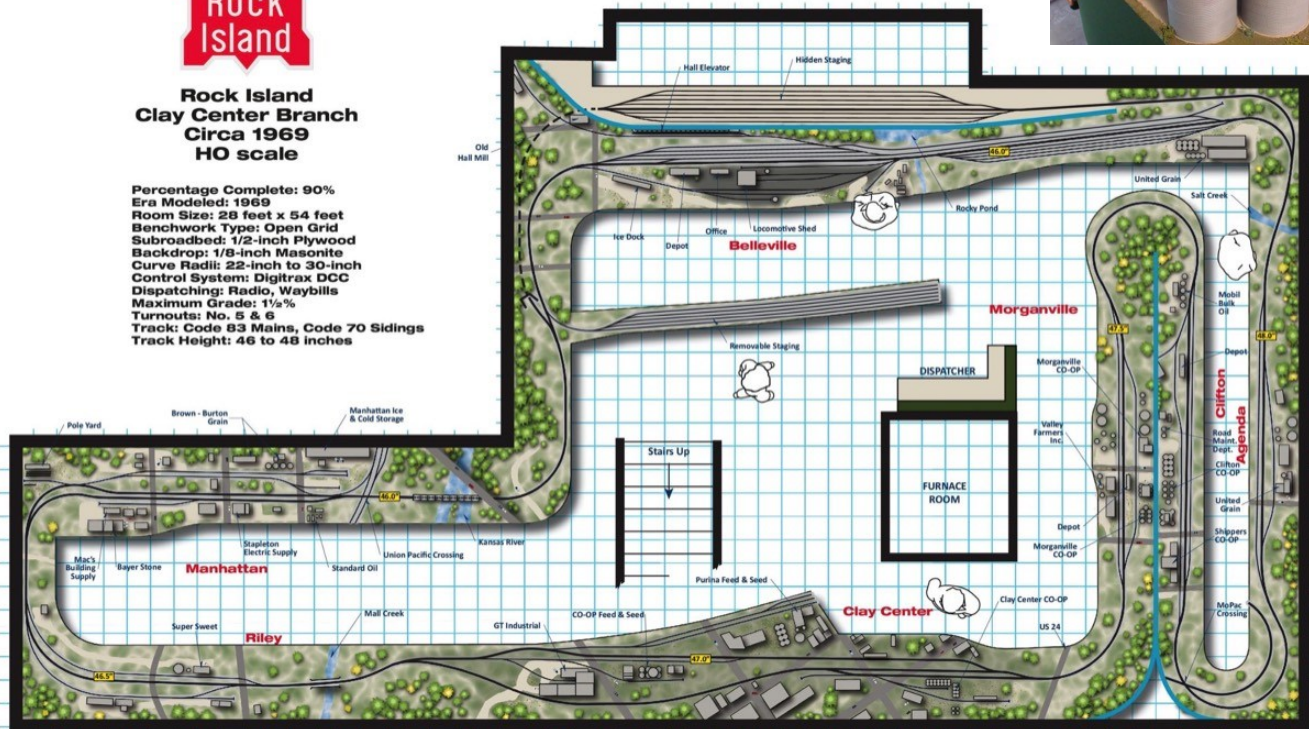 ROCK
Island
Rock Island
Clay Center Branch
Circa 1969
HO scale
Percentage Complete: 90%
Era Modeled: 1969
Room Size: 28 feet x 54 feet
Benchwork Type: Open Grid
Subroadbed: 1/2-inch Plywood
Backdrop: 1/8-inch Masonite
Curve Radii: 22-inch to 30-inch
Control System: Digitrax DCC
Dispatching: Radio, Waybills
Maximum Grade: 1½%
Turnouts: No. 5 & 6
Track: Code 83 Mains, Code 70 Sidings
Track Height: 46 to 48 inches
Hall Elevator
Hidden Staging
Old
Hall Mill
46.0"
United Grain
Salt Creek
Ice Dock
Depot
Office
Locomotive Shed
Rocky Pond
Belleville
Removable Staging
Morganville
DISPATCHER
47.5"
Morganville
CO-OP
Mobil
Bulk
Oil
48.0"
Depot
Clifton
Agenda
Valley
Farmers
Inc.
Road
Maint.
Dept.
Clifton
CO-OP
United
Grain
Depot
Shippers
CO-OP
Morganville
CO-OP
MoPac
Crossing
Stairs Up
FURNACE
ROOM
Pole Yard
Brown - Burton
Grain
Manhattan Ice
& Cold Storage
46.0"
Kansas River
Mac's
Building
Supply
Bayer Stone
Manhattan
Stapleton
Electric Supply
Standard Oil
Union Pacific Crossing
Purina Feed & Seed
Clay Center
Clay Center CO-OP
US 24
Super Sweet
Riley
Mall Creek
GT Industrial
CO-OP Feed & Seed
46.5"
47.0"